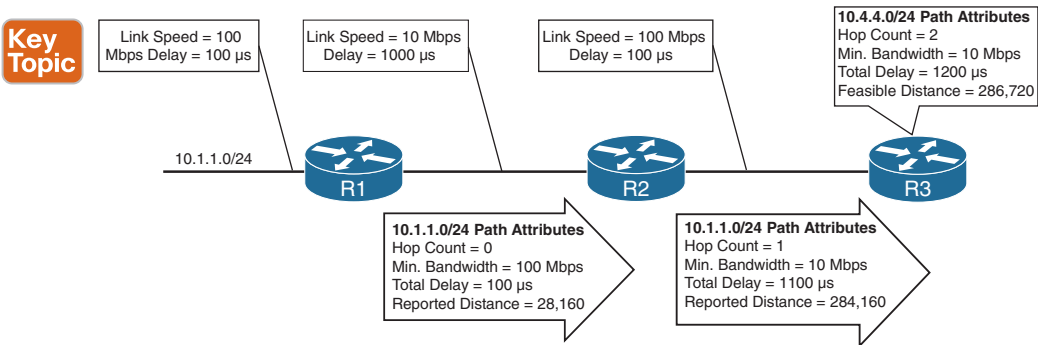 Key
Topic
Link Speed = 100
Mbps Delay = 100 µs
Link Speed = 10 Mbps
Delay = 1000 µs
Link Speed = 100 Mbps
Delay = 100 µs
10.4.4.0/24 Path Attributes
Hop Count = 2
Min. Bandwidth = 10 Mbps
Total Delay = 1200 µs
Feasible Distance = 286,720
10.1.1.0/24
R1
R2
R3
10.1.1.0/24 Path Attributes
Hop Count = 0
Min. Bandwidth = 100 Mbps
Total Delay = 100 µs
Reported Distance = 28,160
10.1.1.0/24 Path Attributes
Hop Count = 1
Min. Bandwidth = 10 Mbps
Total Delay = 1100 µs
Reported Distance = 284,160